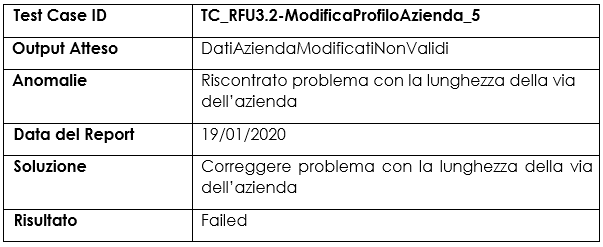 Test Case ID TC_RFU3.2-ModificaProfiloAzienda_5
Output Atteso DatiAziendaModificatiNonValidi
Anomalie Riscontrato problema con la lunghezza della via
dell'azienda
Data del Report 19/01/2020
Soluzione Correggere problema con la lunghezza della via
dell'azienda
Risultato Failed